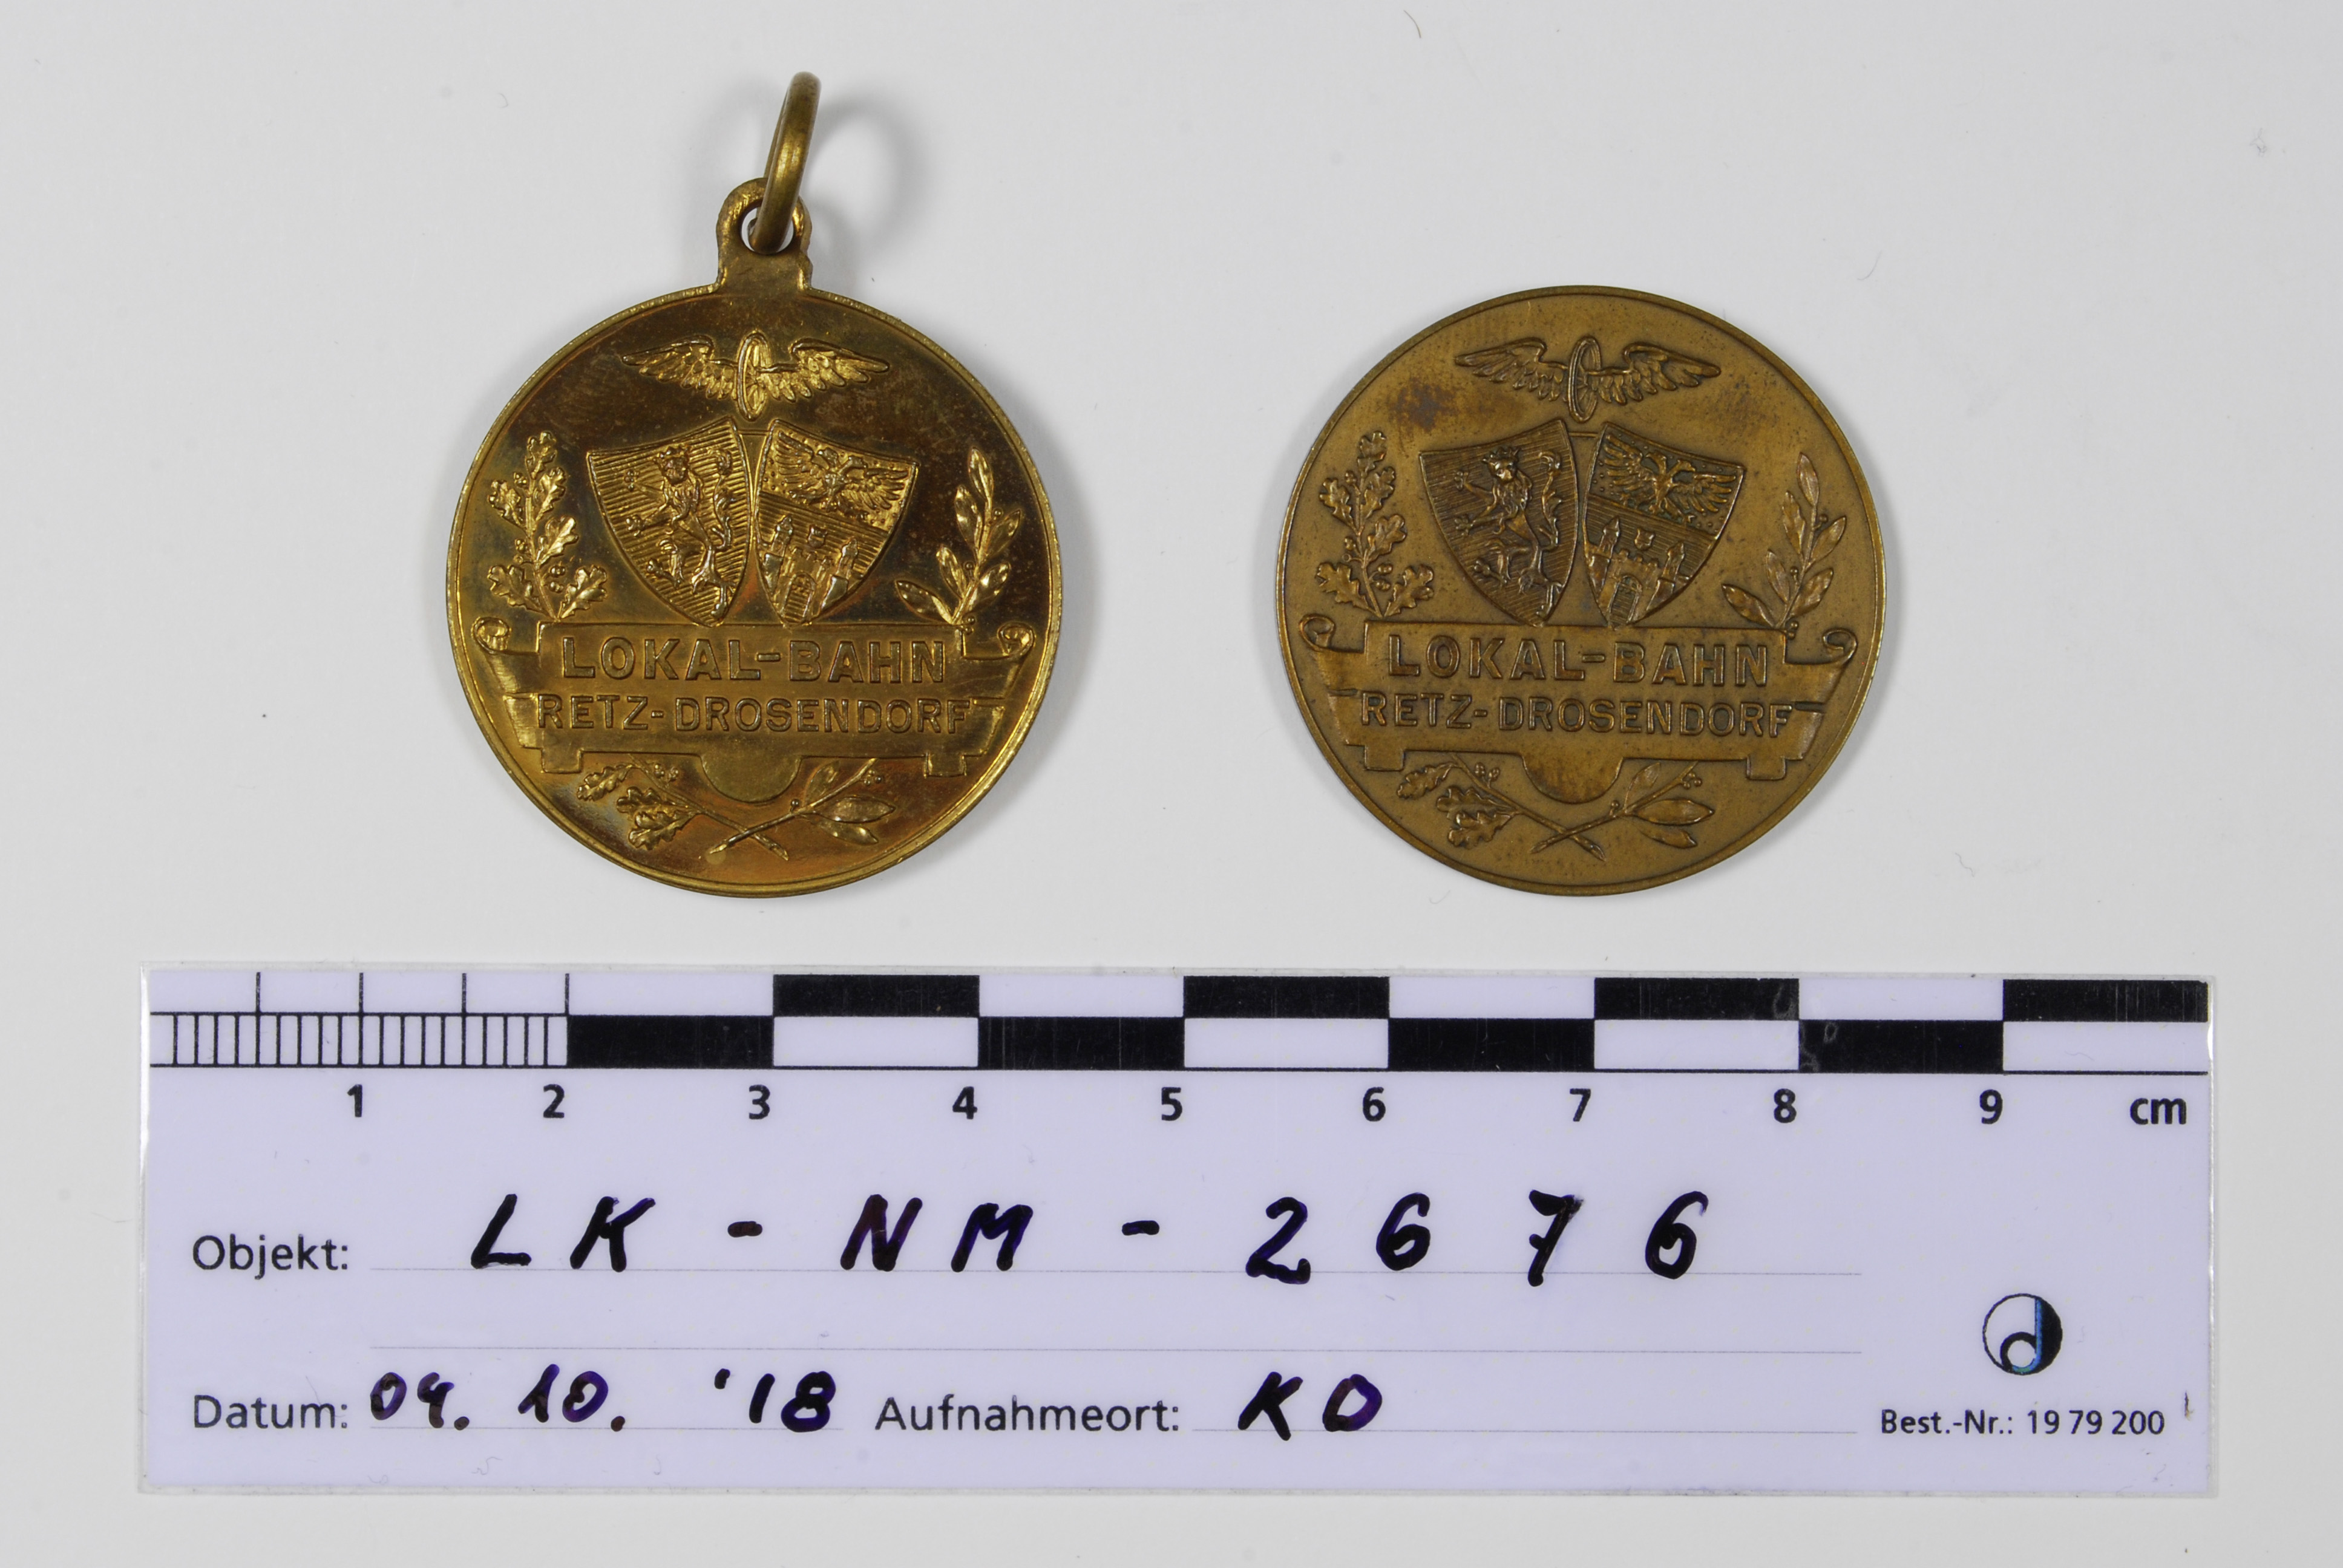 LOKAL-BAHN
RETZ-DROSENDORF
LOKAL-BAHN
RETZ-DROSENDORF
1 2 3 4 5 6 7 8 9 cm
Objekt: LK - NM - 2676
Datum: 04. 10. '18 Aufnahmeort: KO
Best.-Nr.: 19 79 200